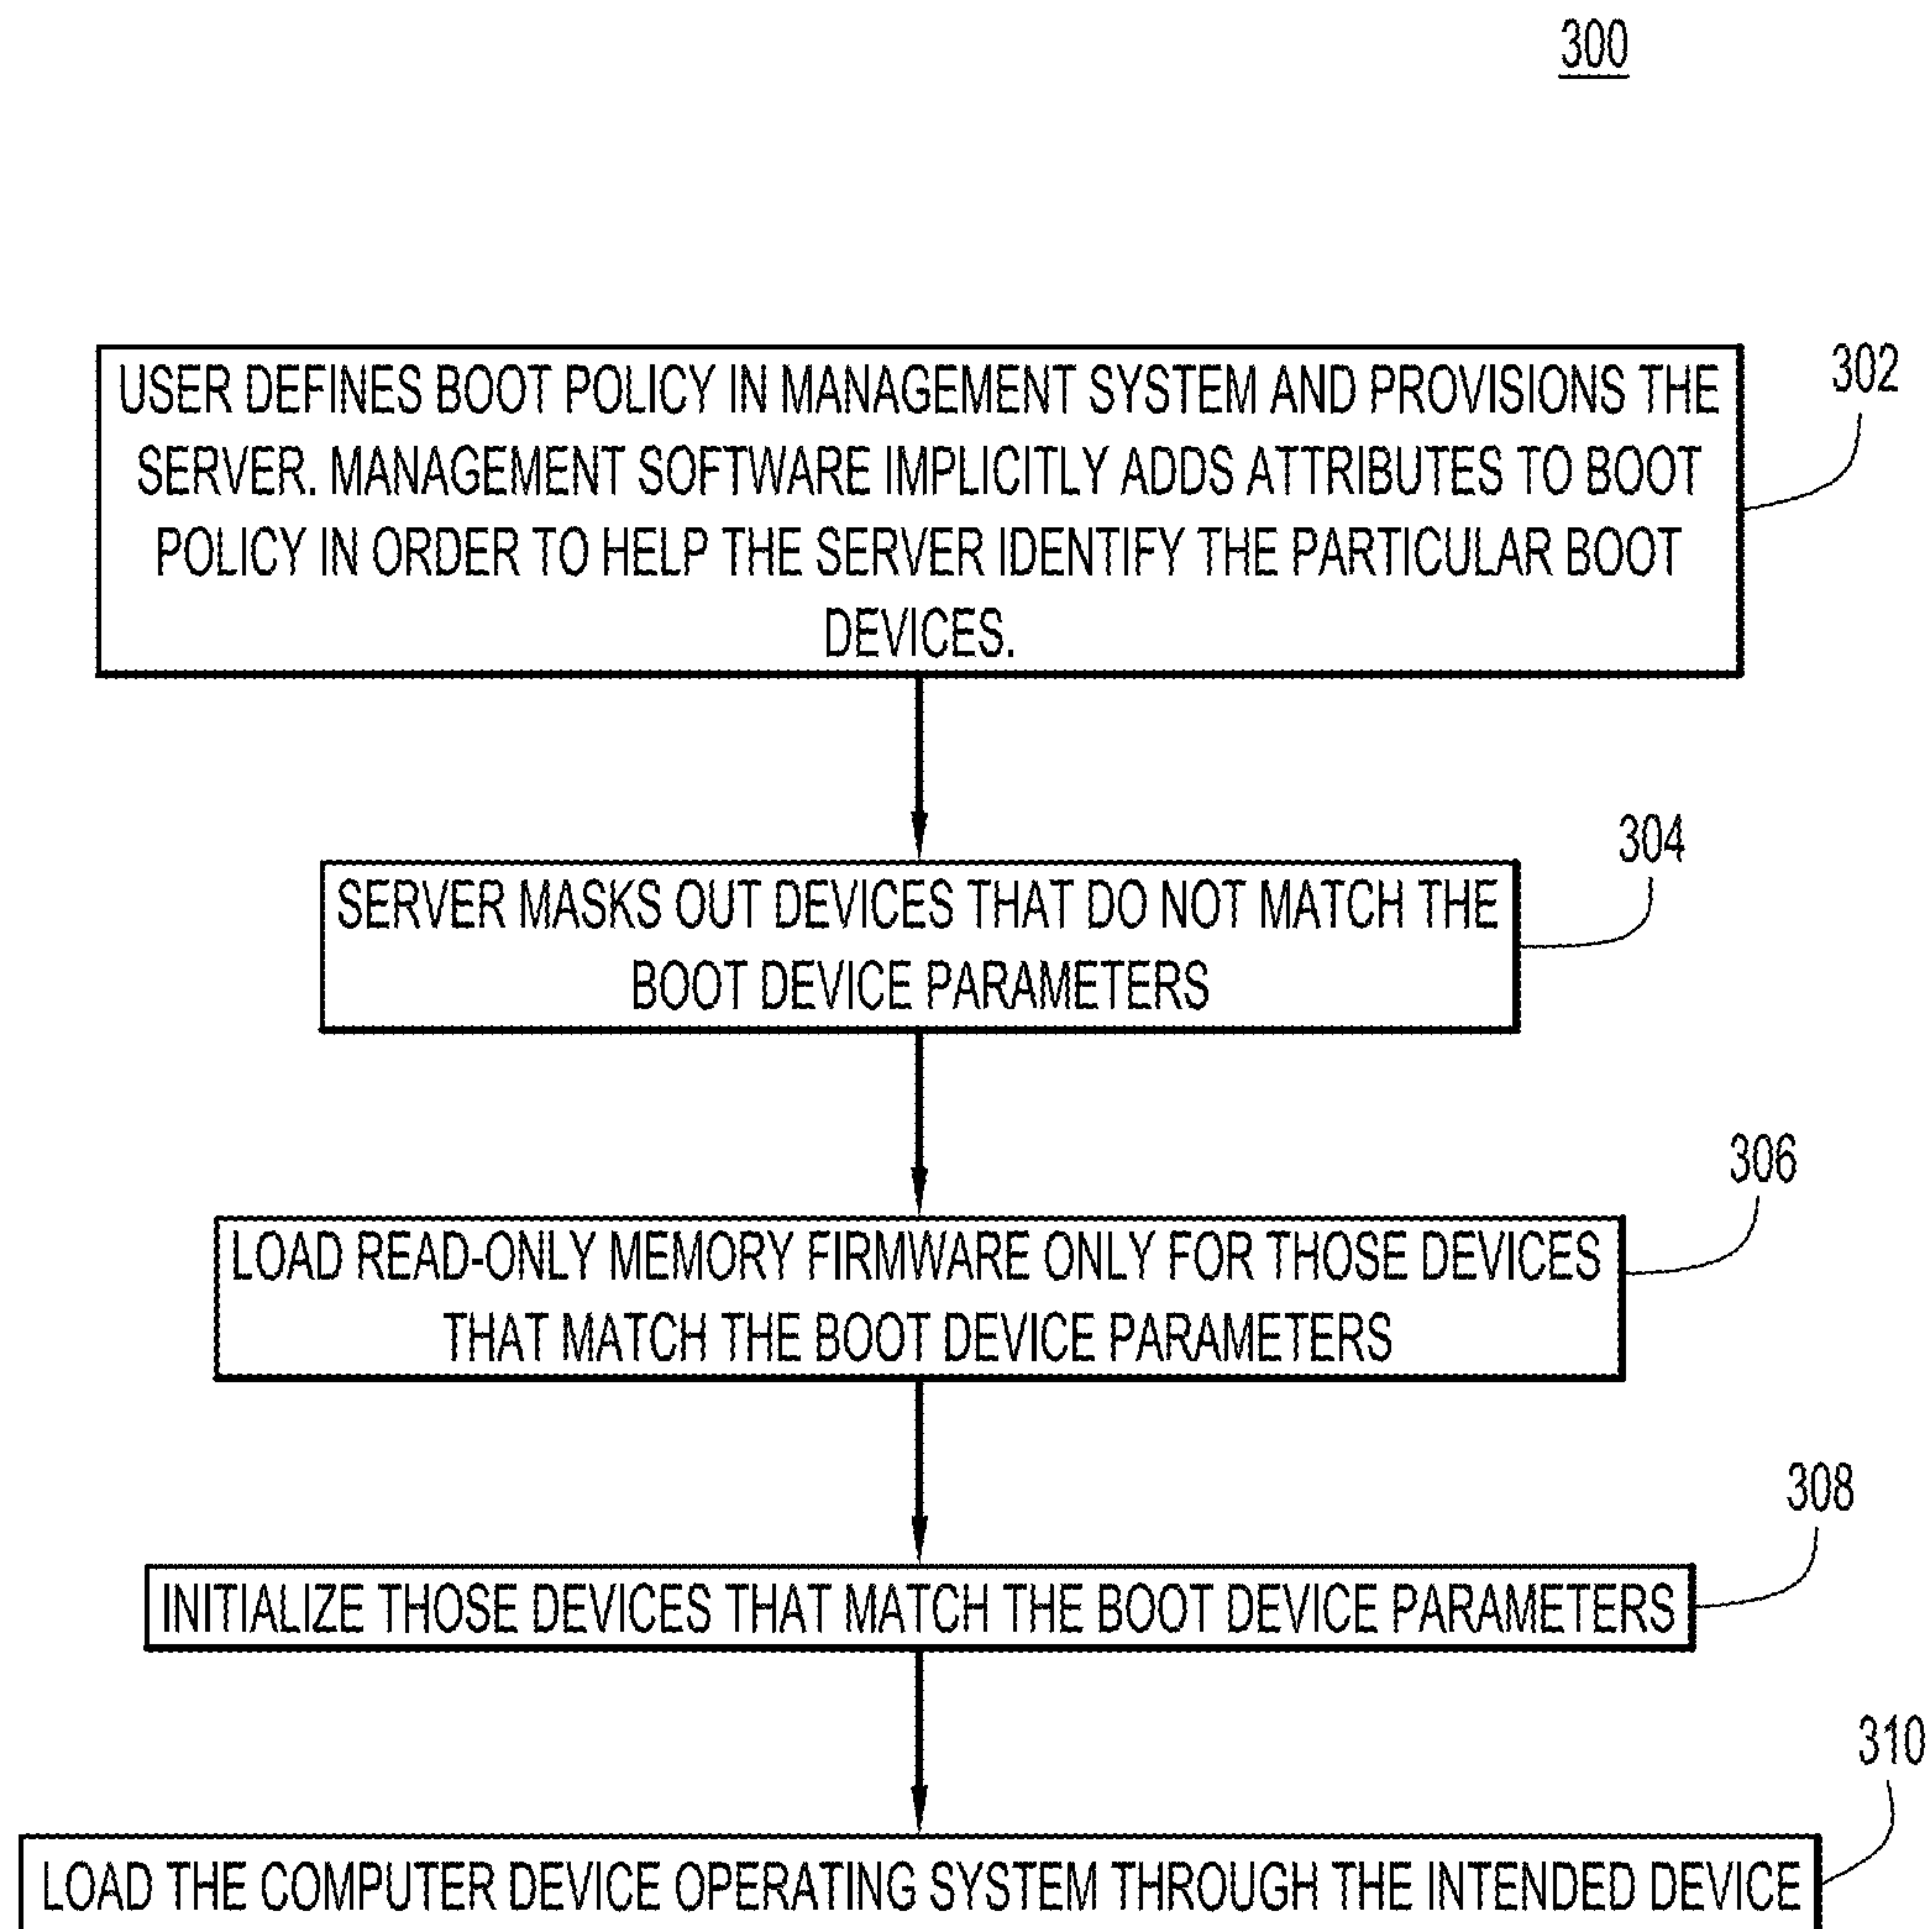 300
USER DEFINES BOOT POLICY IN MANAGEMENT SYSTEM AND PROVISIONS THE
SERVER. MANAGEMENT SOFTWARE IMPLICITLY ADDS ATTRIBUTES TO BOOT
POLICY IN ORDER TO HELP THE SERVER IDENTIFY THE PARTICULAR BOOT
DEVICES.
302
SERVER MASKS OUT DEVICES THAT DO NOT MATCH THE
BOOT DEVICE PARAMETERS
304
LOAD READ-ONLY MEMORY FIRMWARE ONLY FOR THOSE DEVICES
THAT MATCH THE BOOT DEVICE PARAMETERS
306
INITIALIZE THOSE DEVICES THAT MATCH THE BOOT DEVICE PARAMETERS
308
LOAD THE COMPUTER DEVICE OPERATING SYSTEM THROUGH THE INTENDED DEVICE
310